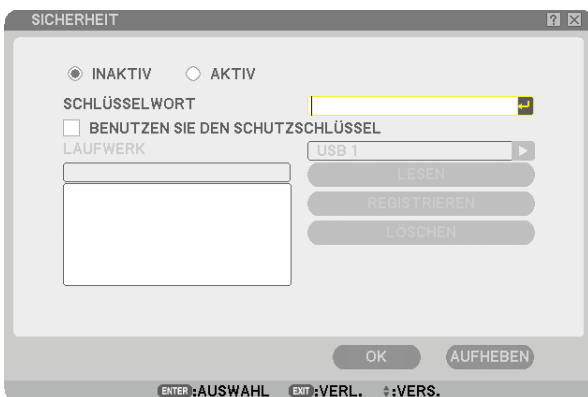 SICHERHEIT
INAKTIV AKTIV
SCHLÜSSELWORT
BENUTZEN SIE DEN SCHUTZSCHLÜSSEL
LAUFWERK USB 1
LESEN
REGISTRIEREN
LÖSCHEN
OK AUFHEBEN
ENTER:AUSWAHL EXIT:VERL. :VERS.